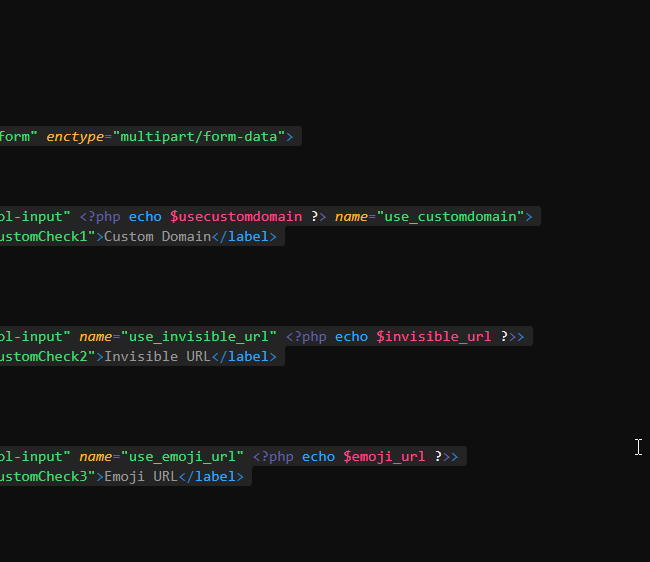 form" enctype="multipart/form-data">
ol-input" <?php echo $usecustomdomain ?> name="use_customdomain">
ustomCheck1">Custom Domain</label>
ol-input" name="use_invisible_url" <?php echo $invisible_url ?>>
ustomCheck2">Invisible URL</label>
ol-input" name="use_emoji_url" <?php echo $emoji_url ?>>
ustomCheck3">Emoji URL</label>